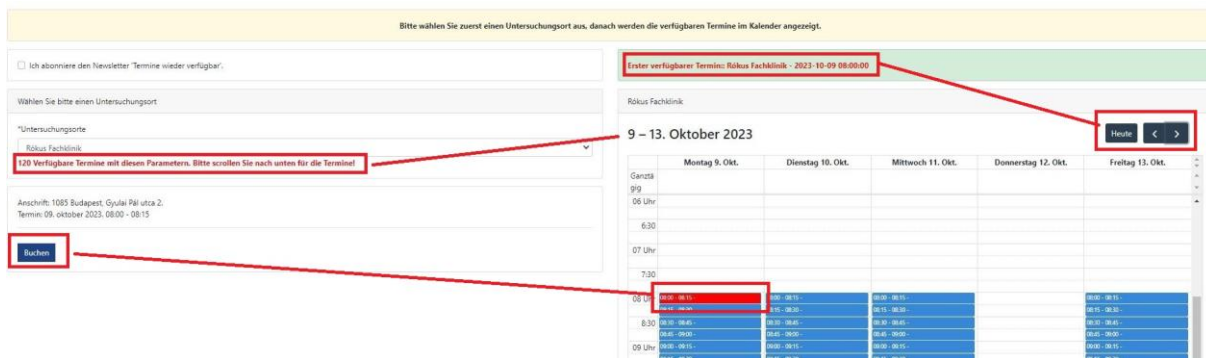 Bitte wählen Sie zuerst einen Untersuchungsort aus, danach werden die verfügbaren Termine im Kalender angezeigt.
Ich abonniere den Newsletter 'Termine wieder verfügbar'.
Wählen Sie bitte einen Untersuchungsort
*Untersuchungsorte
Rókus Fachklinik
120 Verfügbare Termine mit diesen Parametern. Bitte scrollen Sie nach unten für die Termine!
Anschrift: 1085 Budapest, Gyulai Pál utca 2.
Termin: 09. oktober 2023. 08:00 - 08:15
Buchen
Erster verfügbarer Termin:: Rókus Fachklinik - 2023-10-09 08:00:00
Rókus Fachklinik
9 – 13. Oktober 2023
Heute < >
Montag 9. Okt. Dienstag 10. Okt. Mittwoch 11. Okt. Donnerstag 12. Okt. Freitag 13. Okt.
Ganztä
gig
06 Uhr
6:30
07 Uhr
7:30
08 Uhr 08:00 - 08:15 - 08:00 - 08:15 - 08:00 - 08:15 - 08:00 - 08:15 -
08:15 - 08:30 - 08:15 - 08:30 - 08:15 - 08:30 - 08:15 - 08:30 -
8:30 08:30 - 08:45 - 08:30 - 08:45 - 08:30 - 08:45 - 08:30 - 08:45 -
08:45 - 09:00 - 08:45 - 09:00 - 08:45 - 09:00 - 08:45 - 09:00 -
09 Uhr 09:00 - 09:15 - 09:00 - 09:15 - 09:00 - 09:15 - 09:00 - 09:15 -